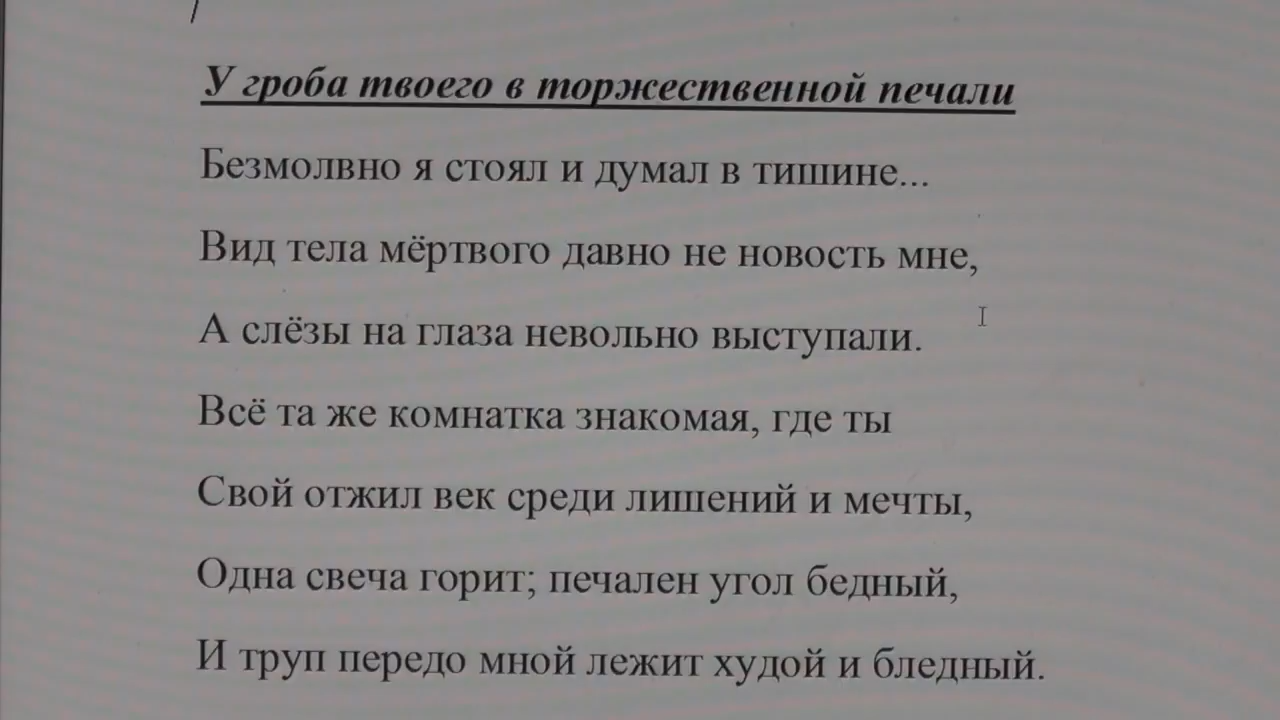 У гроба твоего в торжественной печали
Безмолвно я стоял и думал в тишине...
Вид тела мёртвого давно не новость мне,
А слёзы на глаза невольно выступали.
Всё та же комнатка знакомая, где ты
Свой отжил век среди лишений и мечты,
Одна свеча горит; печален угол бедный,
И труп передо мной лежит худой и бледный.